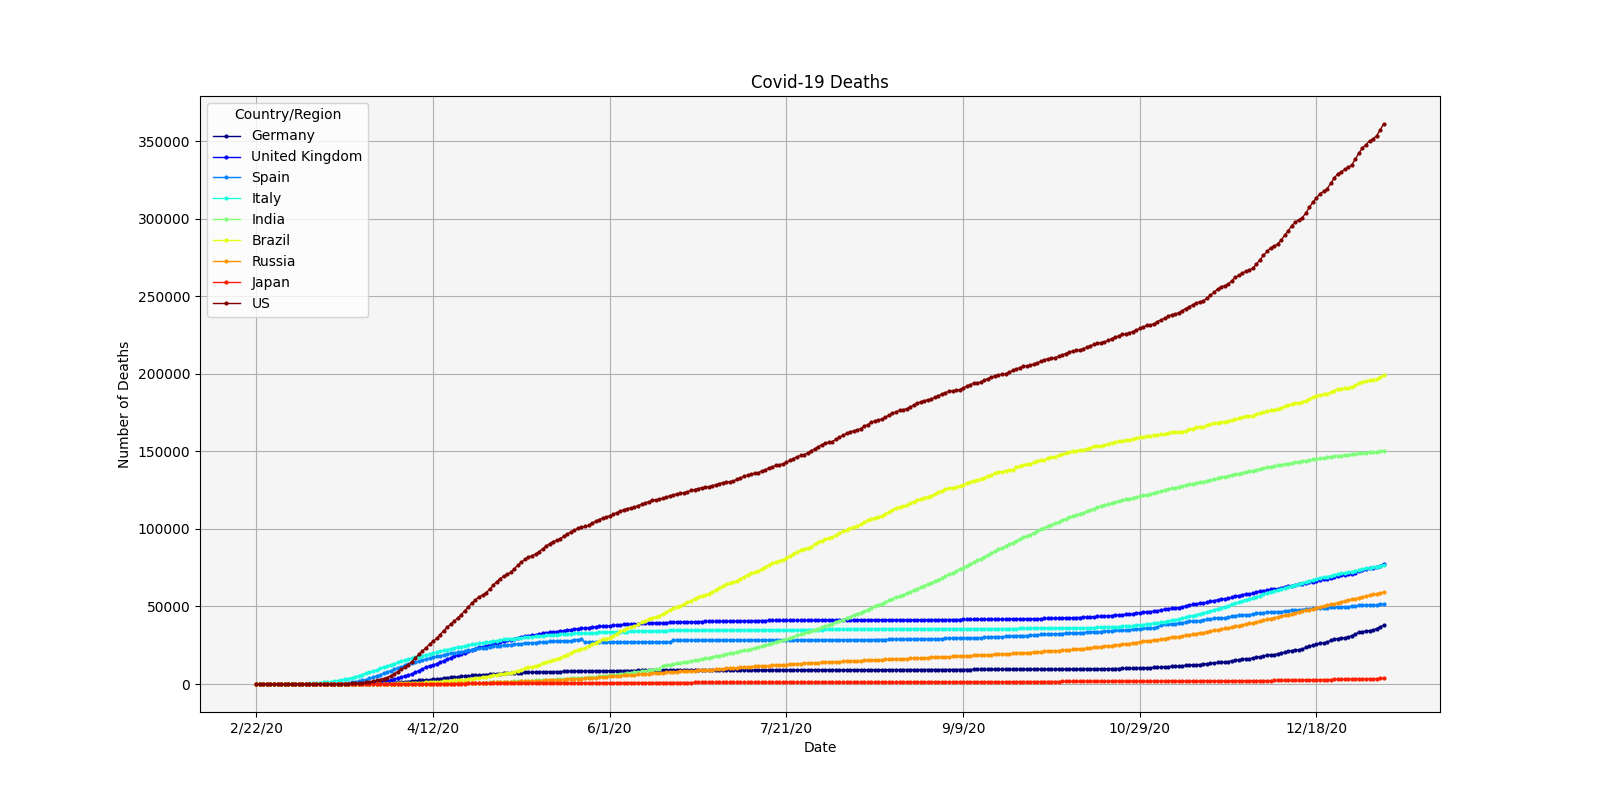 Covid-19 Deaths
Country/Region
Germany
United Kingdom
Spain
Italy
India
Brazil
Russia
Japan
US
Number of Deaths
350000
300000
250000
200000
150000
100000
50000
0
2/22/20 4/12/20 6/1/20 7/21/20 9/9/20 10/29/20 12/18/20
Date